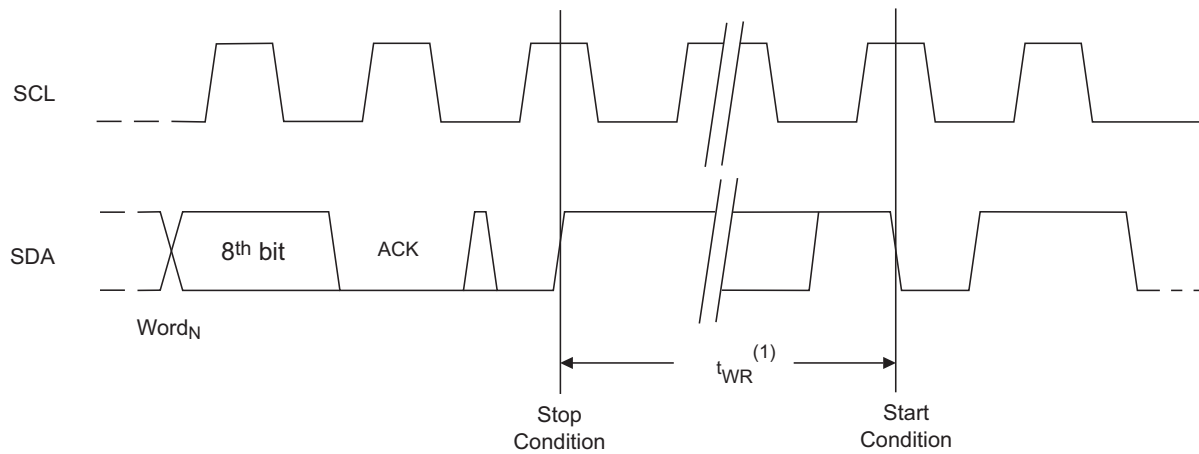 SCL
SDA
8th bit
ACK
WordN
tWR(1)
Stop
Condition
Start
Condition